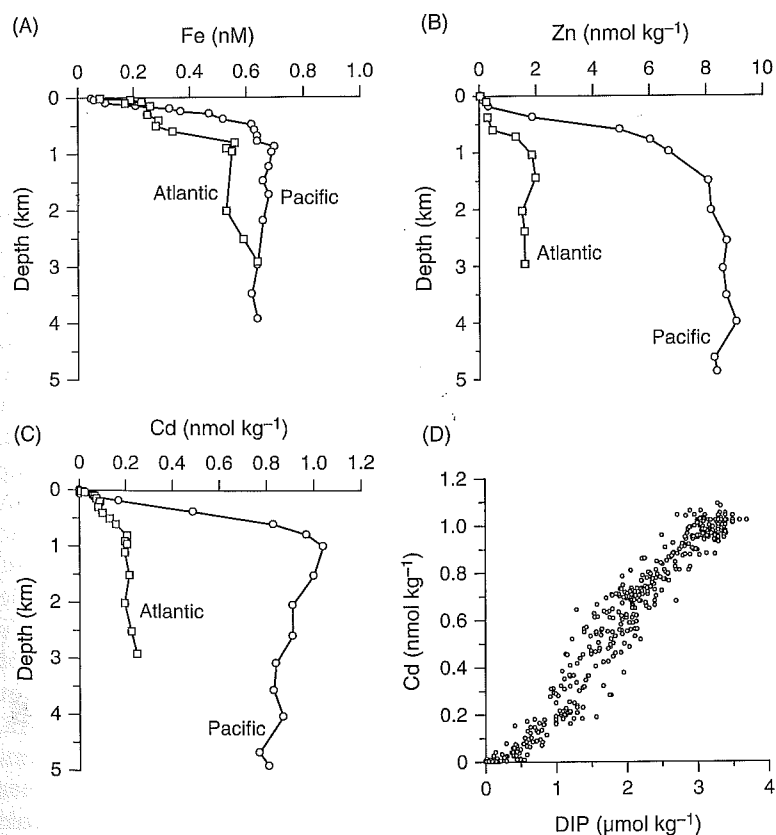 (A)
Fe (nM)
0 0.2 0.4 0.6 0.8 1.0
0
1
2
3
4
5
Depth (km)
Atlantic
Pacific
(B)
Zn (nmol kg⁻¹)
0 2 4 6 8 10
0
1
2
3
4
5
Depth (km)
Atlantic
Pacific
(C)
Cd (nmol kg⁻¹)
0 0.2 0.4 0.6 0.8 1.0 1.2
0
1
2
3
4
5
Depth (km)
Atlantic
Pacific
(D)
1.2
1.0
0.8
0.6
0.4
0.2
0
Cd (nmol kg⁻¹)
0 1 2 3 4
DIP (μmol kg⁻¹)